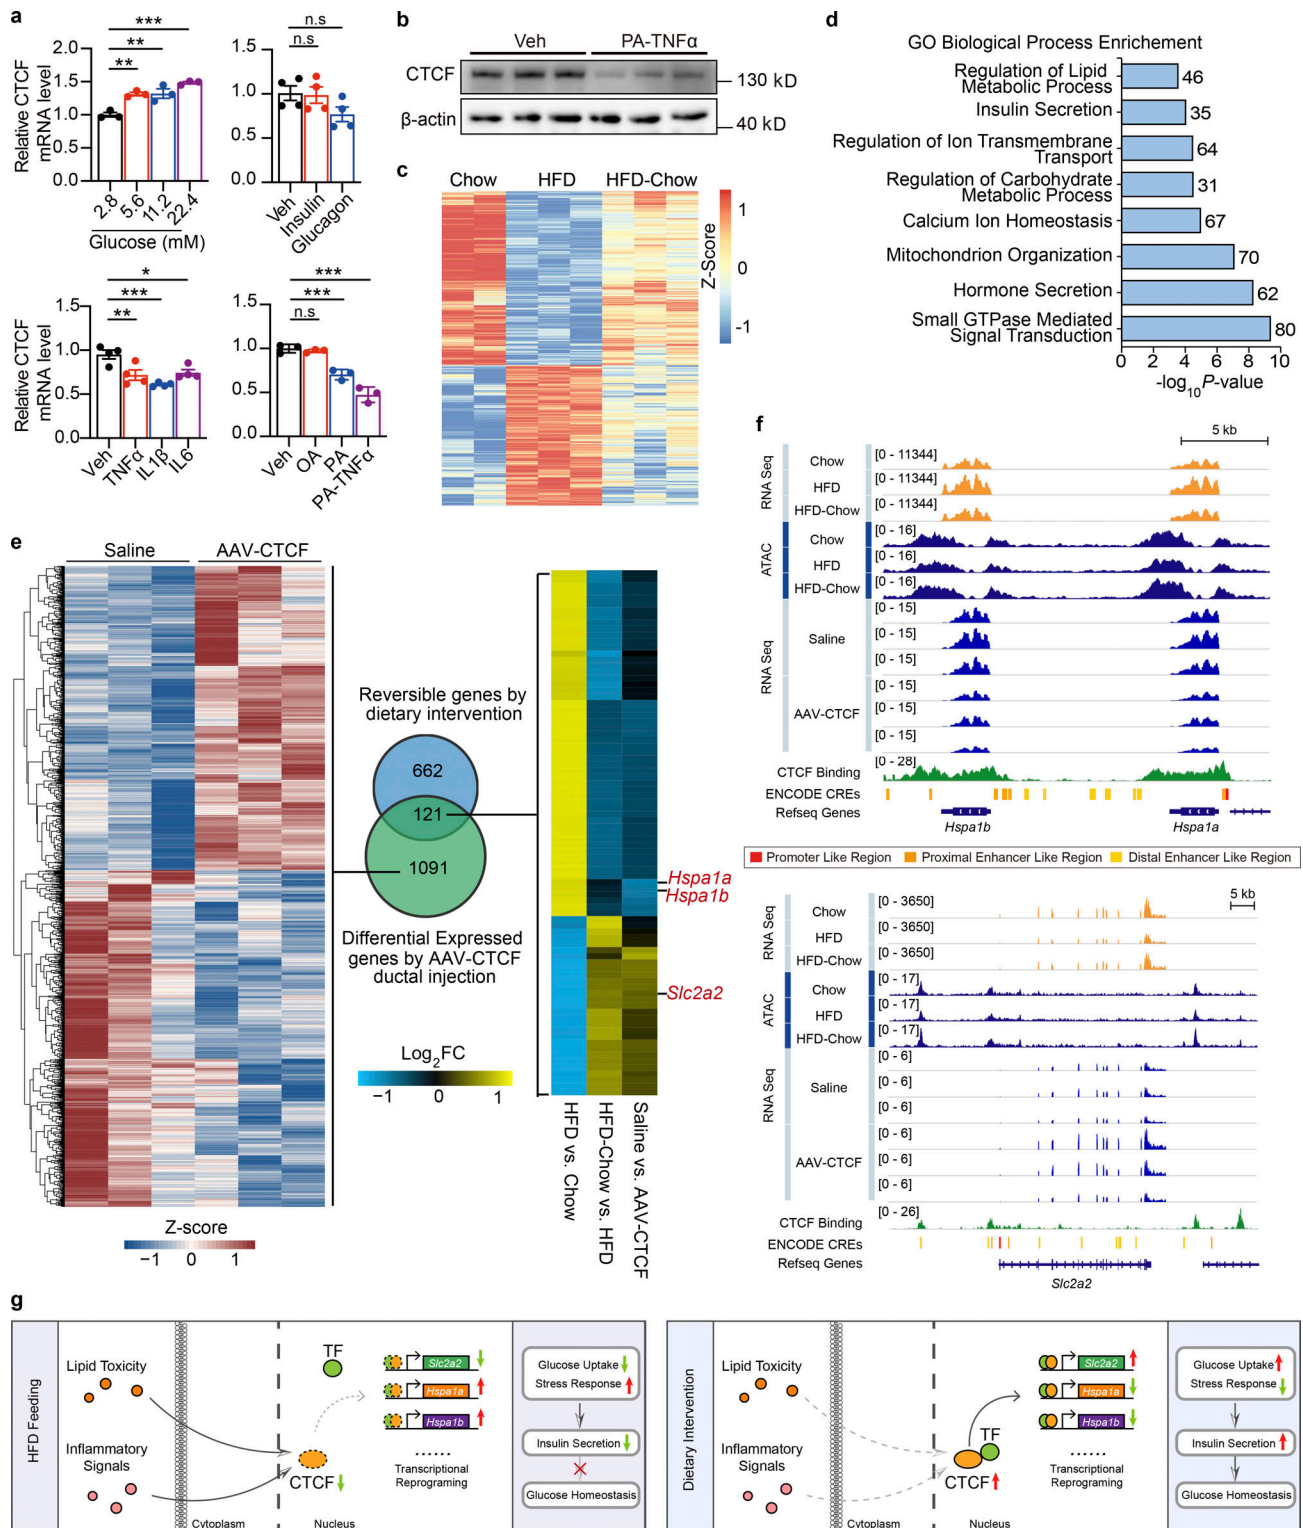 a
***
**
**
Relative CTCF
mRNA level
2.0
1.5
1.0
0.5
0.0
2.8
5.6
11.2
22.4
Glucose (mM)
n.s
n.s
1.5
1.0
0.5
0
Veh
Insulin
Glucagon
*
***
**
Relative CTCF
mRNA level
1.5
1.0
0.5
0.0
Veh
TNFα
IL1β
IL6
***
***
n.s
1.5
1.0
0.5
0.0
Veh
OA
PA
PA-TNFα
b
Veh
PA-TNFα
CTCF
130 kD
β-actin
40 kD
c
Chow
HFD
HFD-Chow
Z-Score
1
0
-1
d
GO Biological Process Enrichement
Regulation of Lipid
Metabolic Process
46
Insulin Secretion
35
Regulation of Ion Transmembrane
Transport
64
Regulation of Carbohydrate
Metabolic Process
31
Calcium Ion Homeostasis
67
Mitochondrion Organization
70
Hormone Secretion
62
Small GTPase Mediated
Signal Transduction
80
0 2 4 6 8 10
-log10P-value
e
Saline
AAV-CTCF
Z-score
−1 0 1
Reversible genes by
dietary intervention
662
121
1091
Differential Expressed
genes by AAV-CTCF
ductal injection
Log2FC
−1 0 1
Hspa1a
Hspa1b
Slc2a2
HFD vs. Chow
HFD-Chow vs. HFD
Saline vs. AAV-CTCF
f
5 kb
RNA Seq
Chow
[0 - 11344]
HFD
[0 - 11344]
HFD-Chow
[0 - 11344]
ATAC
Chow
[0 - 16]
HFD
[0 - 16]
HFD-Chow
[0 - 16]
RNA Seq
Saline
[0 - 15]
[0 - 15]
[0 - 15]
AAV-CTCF
[0 - 15]
[0 - 15]
[0 - 15]
CTCF Binding
[0 - 28]
ENCODE CREs
Refseq Genes
Hspa1b
Hspa1a
Promoter Like Region
Proximal Enhancer Like Region
Distal Enhancer Like Region
5 kb
RNA Seq
Chow
[0 - 3650]
HFD
[0 - 3650]
HFD-Chow
[0 - 3650]
ATAC
Chow
[0 - 17]
HFD
[0 - 17]
HFD-Chow
[0 - 17]
RNA Seq
Saline
[0 - 6]
[0 - 6]
[0 - 6]
AAV-CTCF
[0 - 6]
[0 - 6]
[0 - 6]
CTCF Binding
[0 - 26]
ENCODE CREs
Refseq Genes
Slc2a2
g
HFD Feeding
Lipid Toxicity
Inflammatory
Signals
Cytoplasm
Nucleus
TF
CTCF
Slc2a2
Hspa1a
Hspa1b
......
Transcriptional
Reprograming
Glucose Uptake
Stress Response
Insulin Secretion
Glucose Homeostasis
Dietary Intervention
Lipid Toxicity
Inflammatory
Signals
Cytoplasm
Nucleus
TF
CTCF
Slc2a2
Hspa1a
Hspa1b
......
Transcriptional
Reprograming
Glucose Uptake
Stress Response
Insulin Secretion
Glucose Homeostasis